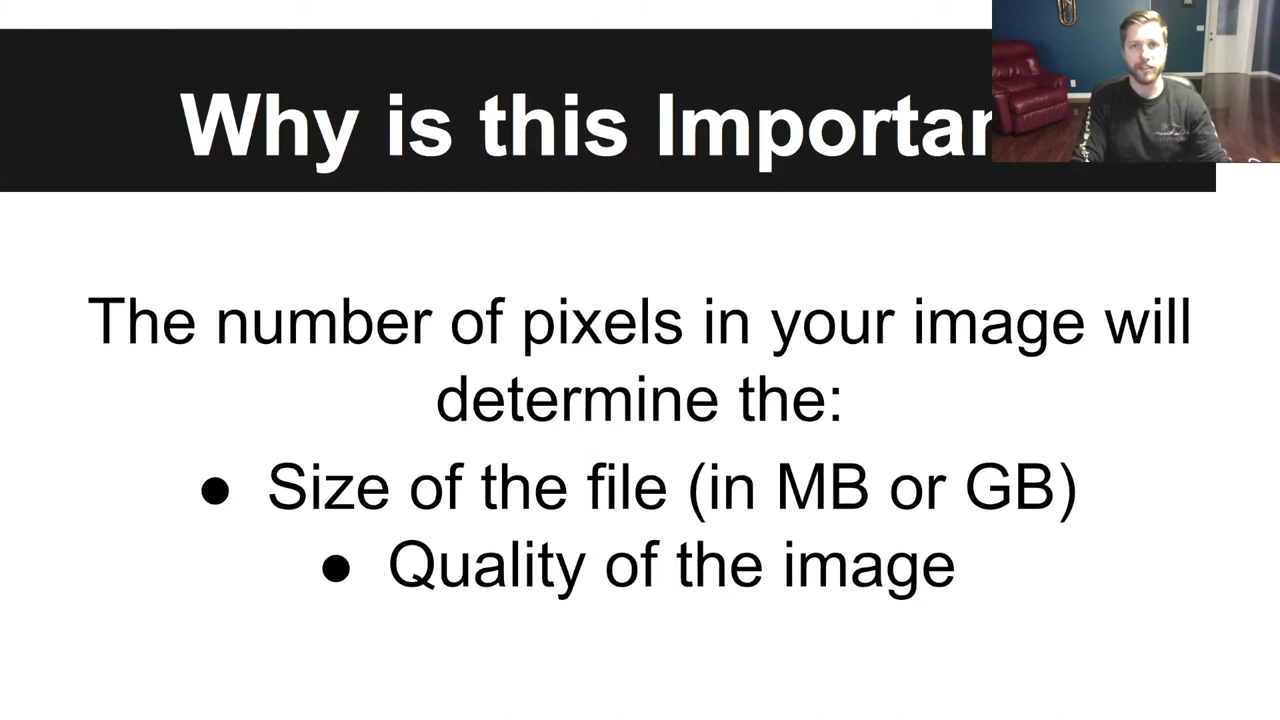 Why is this Importan
The number of pixels in your image will
determine the:
● Size of the file (in MB or GB)
● Quality of the image